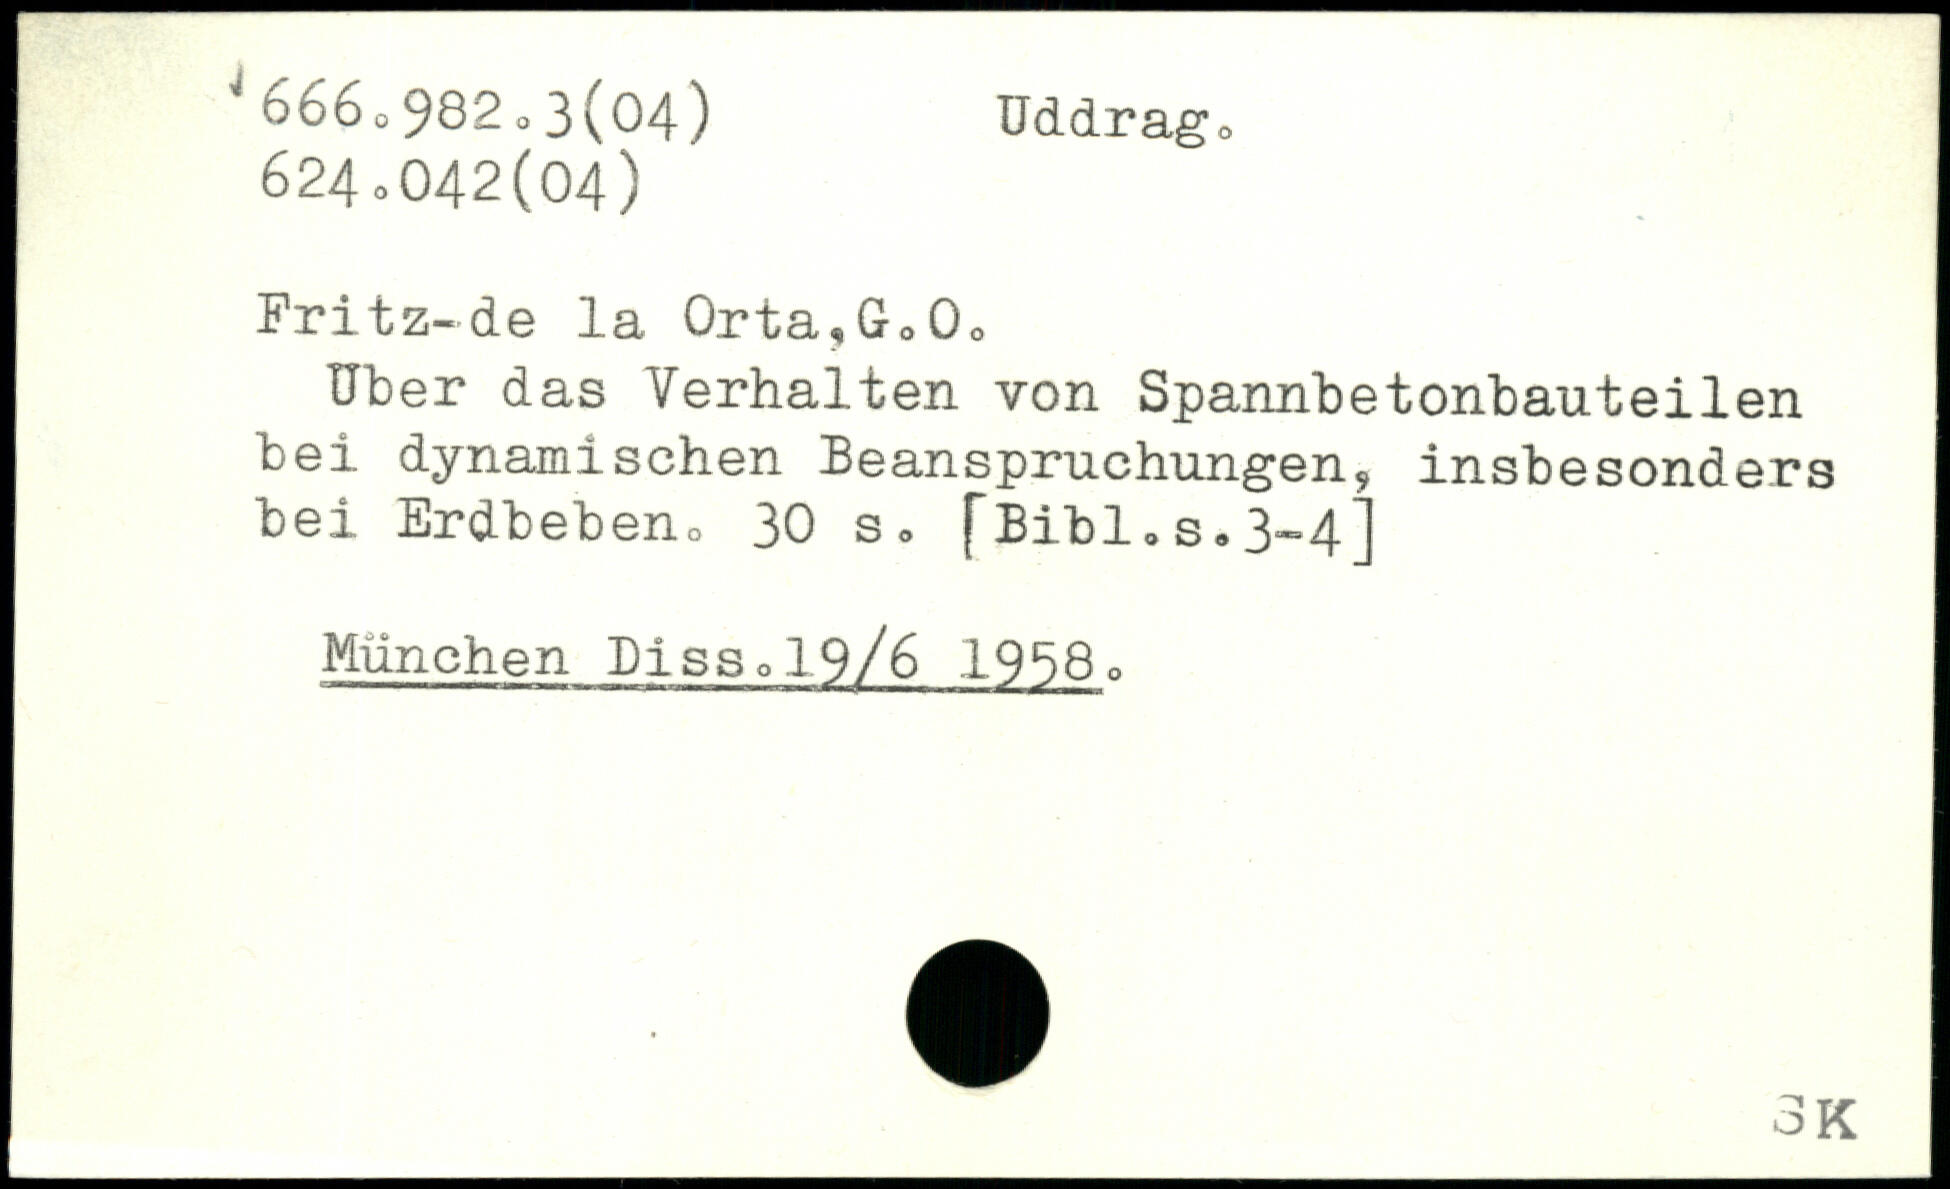 666.982.3(04) Uddrag.
624.042(04)
Fritz-de la Orta,G.O.
Über das Verhalten von Spannbetonbauteilen
bei dynamischen Beanspruchungen, insbesonders
bei Erdbeben. 30 s. [Bibl.s.3-4]
München Diss.19/6 1958.
SK